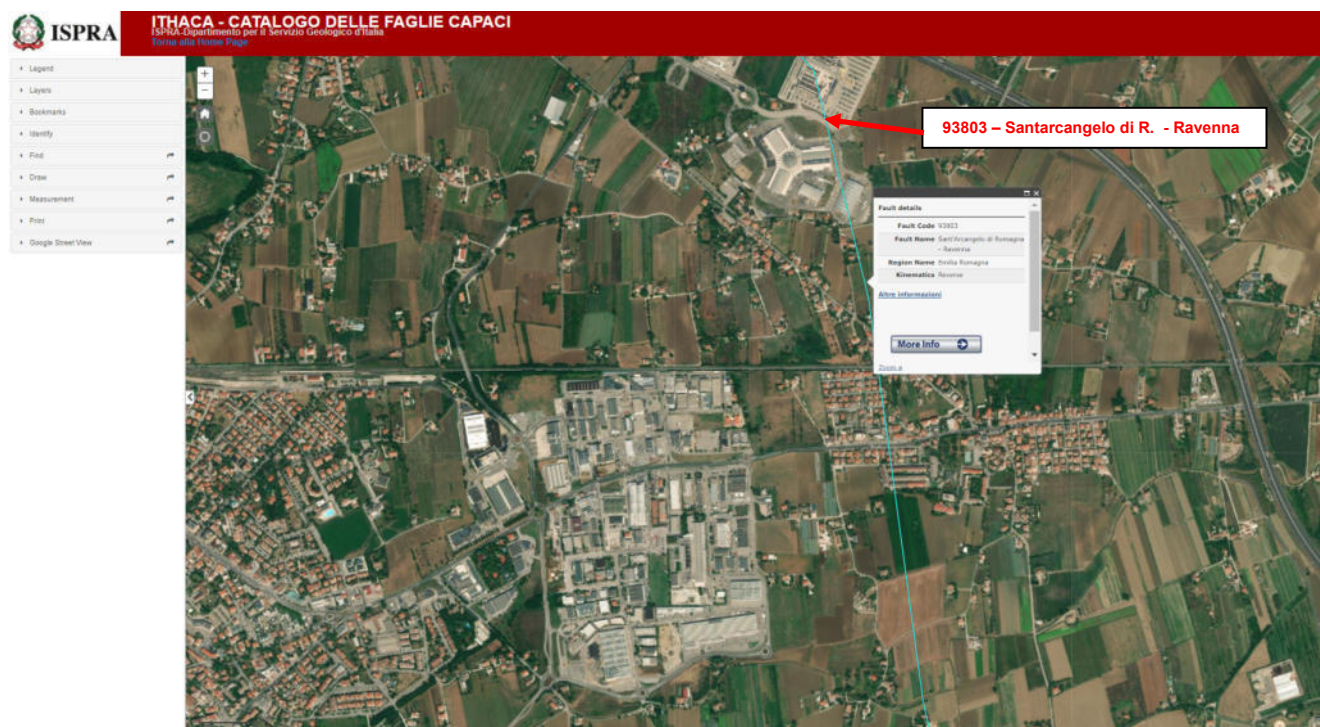 ISPRA
ITHACA - CATALOGO DELLE FAGLIE CAPACI
ISPRA-Dipartimento per il Servizio Geologico d'Italia
Torna alla Home Page
Legend
Layers
Bookmarks
Identify
Find
Draw
Measurement
Print
Google Street View
+
−
93803 – Santarcangelo di R. - Ravenna
Fault details
Fault Code 93803
Fault Name Sant'Arcangelo di Romagna
- Ravenna
Region Name Emilia Romagna
Kinematics Reverse
Altre informazioni
More Info
Zoom a